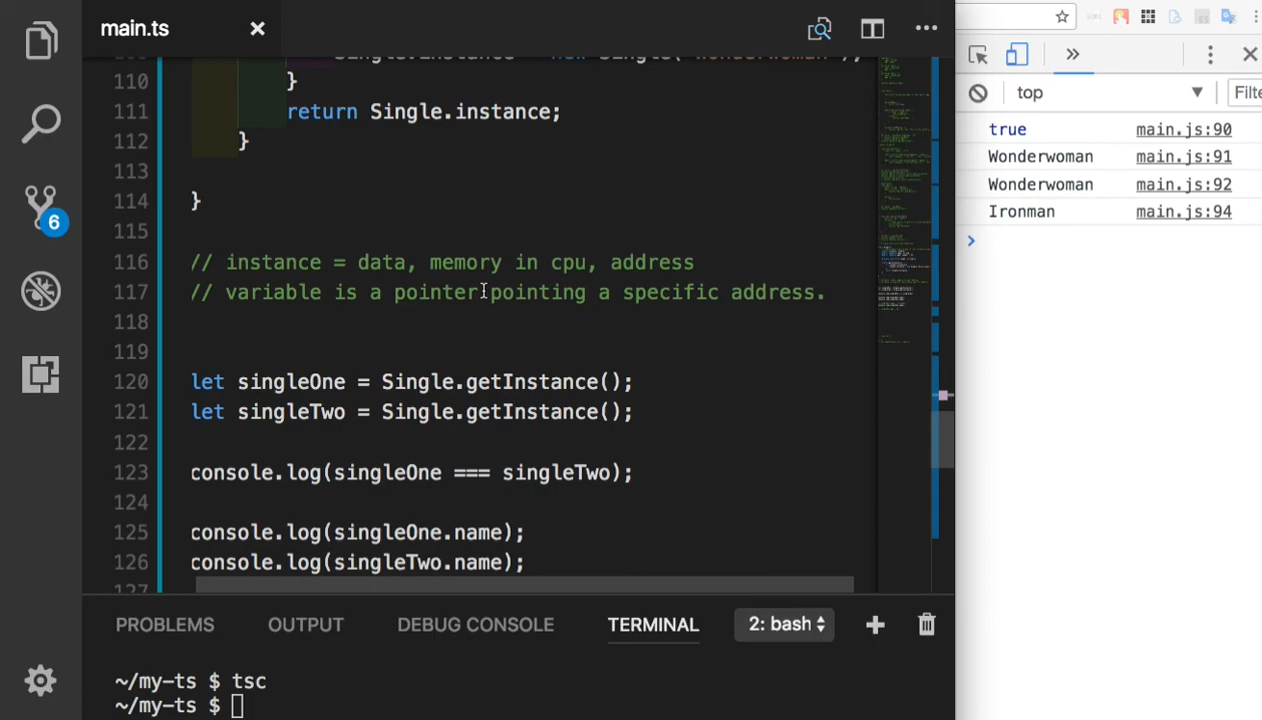 main.ts
110 }
111 return Single.instance;
112 }
113
114 }
115
116 // instance = data, memory in cpu, address
117 // variable is a pointer pointing a specific address.
118
119
120 let singleOne = Single.getInstance();
121 let singleTwo = Single.getInstance();
122
123 console.log(singleOne === singleTwo);
124
125 console.log(singleOne.name);
126 console.log(singleTwo.name);
127
6
PROBLEMS OUTPUT DEBUG CONSOLE TERMINAL 2: bash
~/my-ts $ tsc
~/my-ts $
top Filte
true main.js:90
Wonderwoman main.js:91
Wonderwoman main.js:92
Ironman main.js:94